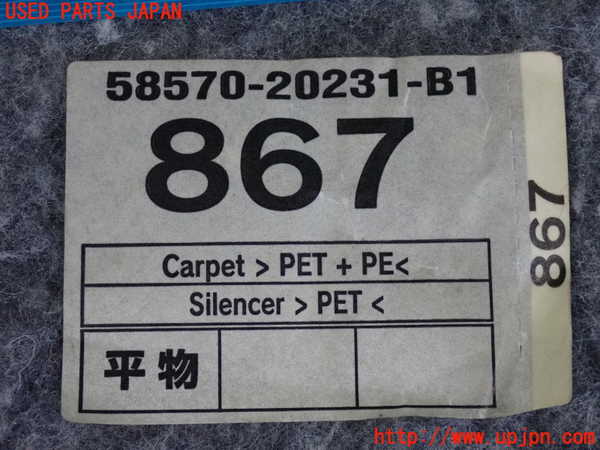 USED PARTS JAPAN
58570-20231-B1
867
867
Carpet > PET + PE<
Silencer > PET <
平物
http://www.upjpn.com/